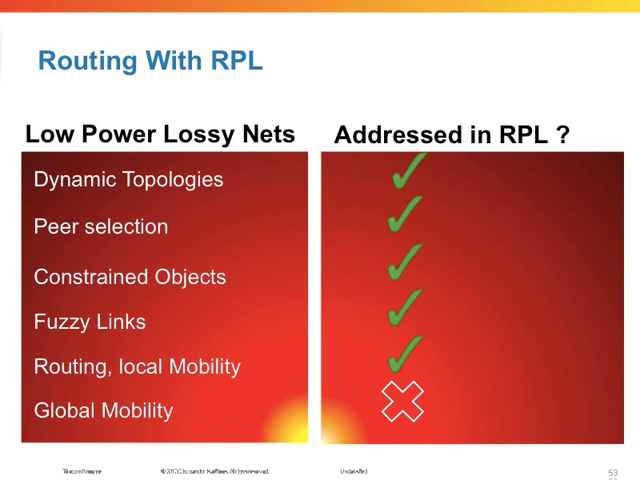 Routing With RPL
Low Power Lossy Nets
Addressed in RPL ?
Dynamic Topologies
Peer selection
Constrained Objects
Fuzzy Links
Routing, local Mobility
Global Mobility
53